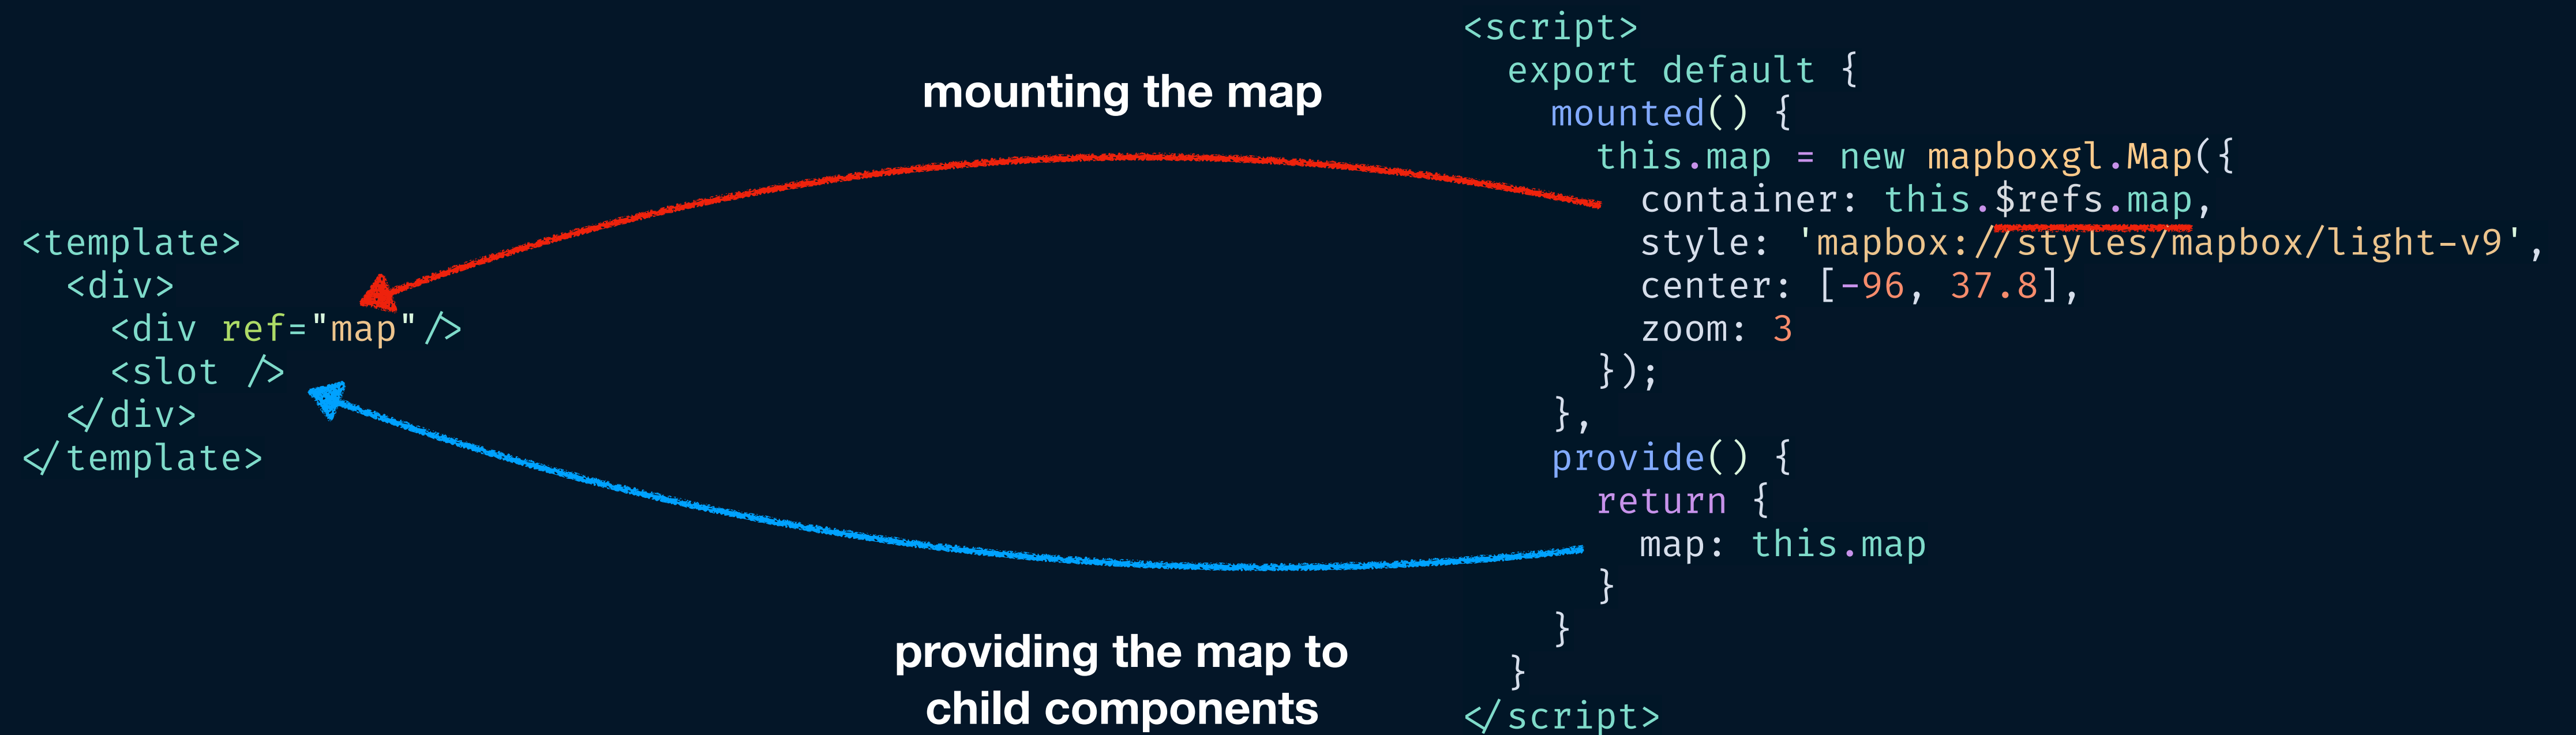 <template>
  <div>
    <div ref="map"/>
    <slot />
  </div>
</template>
mounting the map
providing the map to
child components
<script>
  export default {
    mounted() {
      this.map = new mapboxgl.Map({
        container: this.$refs.map,
        style: 'mapbox://styles/mapbox/light-v9',
        center: [-96, 37.8],
        zoom: 3
      });
    },
    provide() {
      return {
        map: this.map
      }
    }
  }
</script>